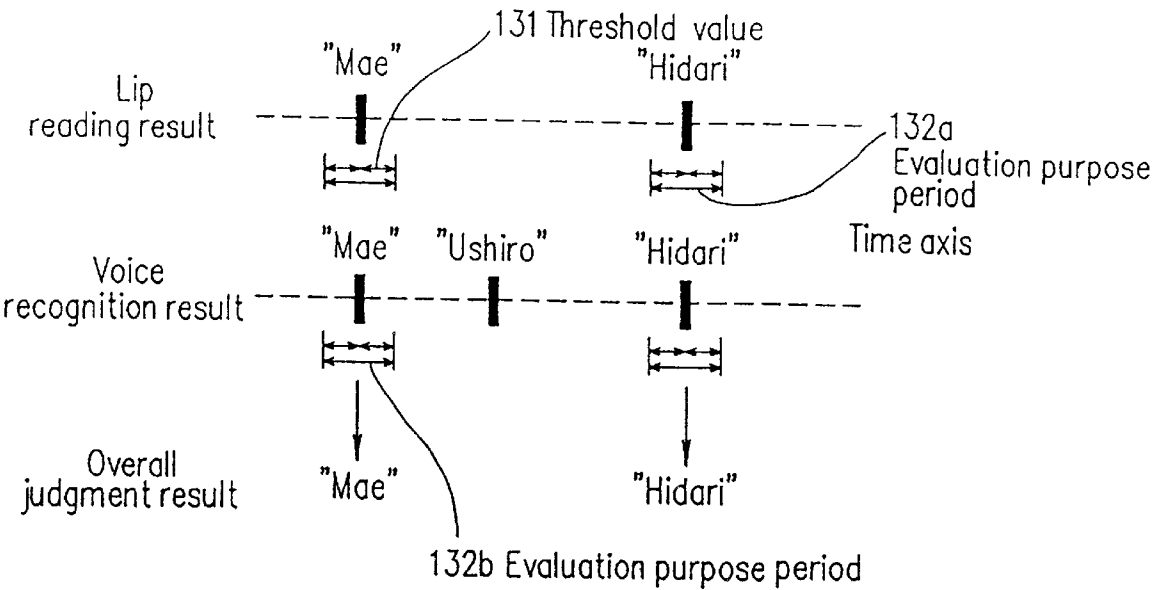 131 Threshold value
"Mae"
"Hidari"
Lip
reading result
132a
Evaluation purpose
period
Time axis
"Mae" "Ushiro" "Hidari"
Voice
recognition result
Overall
judgment result
"Mae"
"Hidari"
132b Evaluation purpose period